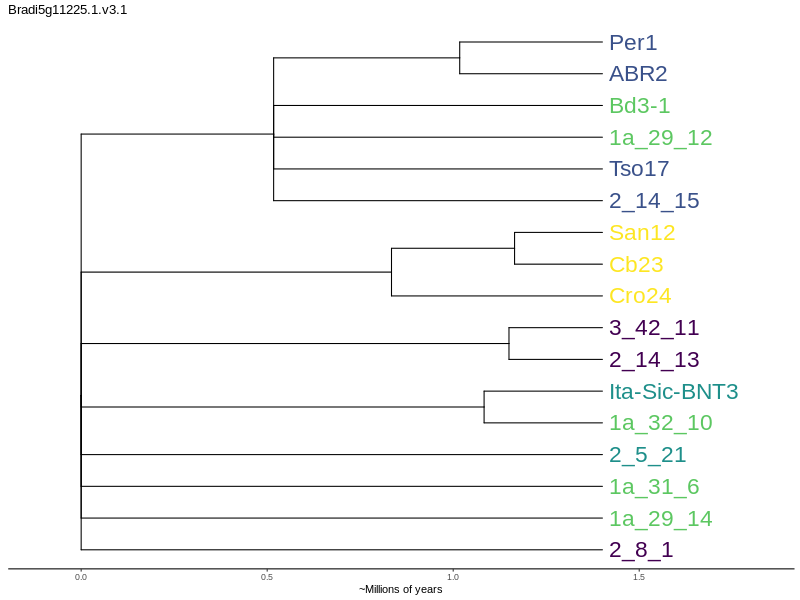 Bradi5g11225.1.v3.1
Per1
ABR2
Bd3-1
1a_29_12
Tso17
2_14_15
San12
Cb23
Cro24
3_42_11
2_14_13
Ita-Sic-BNT3
1a_32_10
2_5_21
1a_31_6
1a_29_14
2_8_1
0.0 0.5 1.0 1.5
~Millions of years